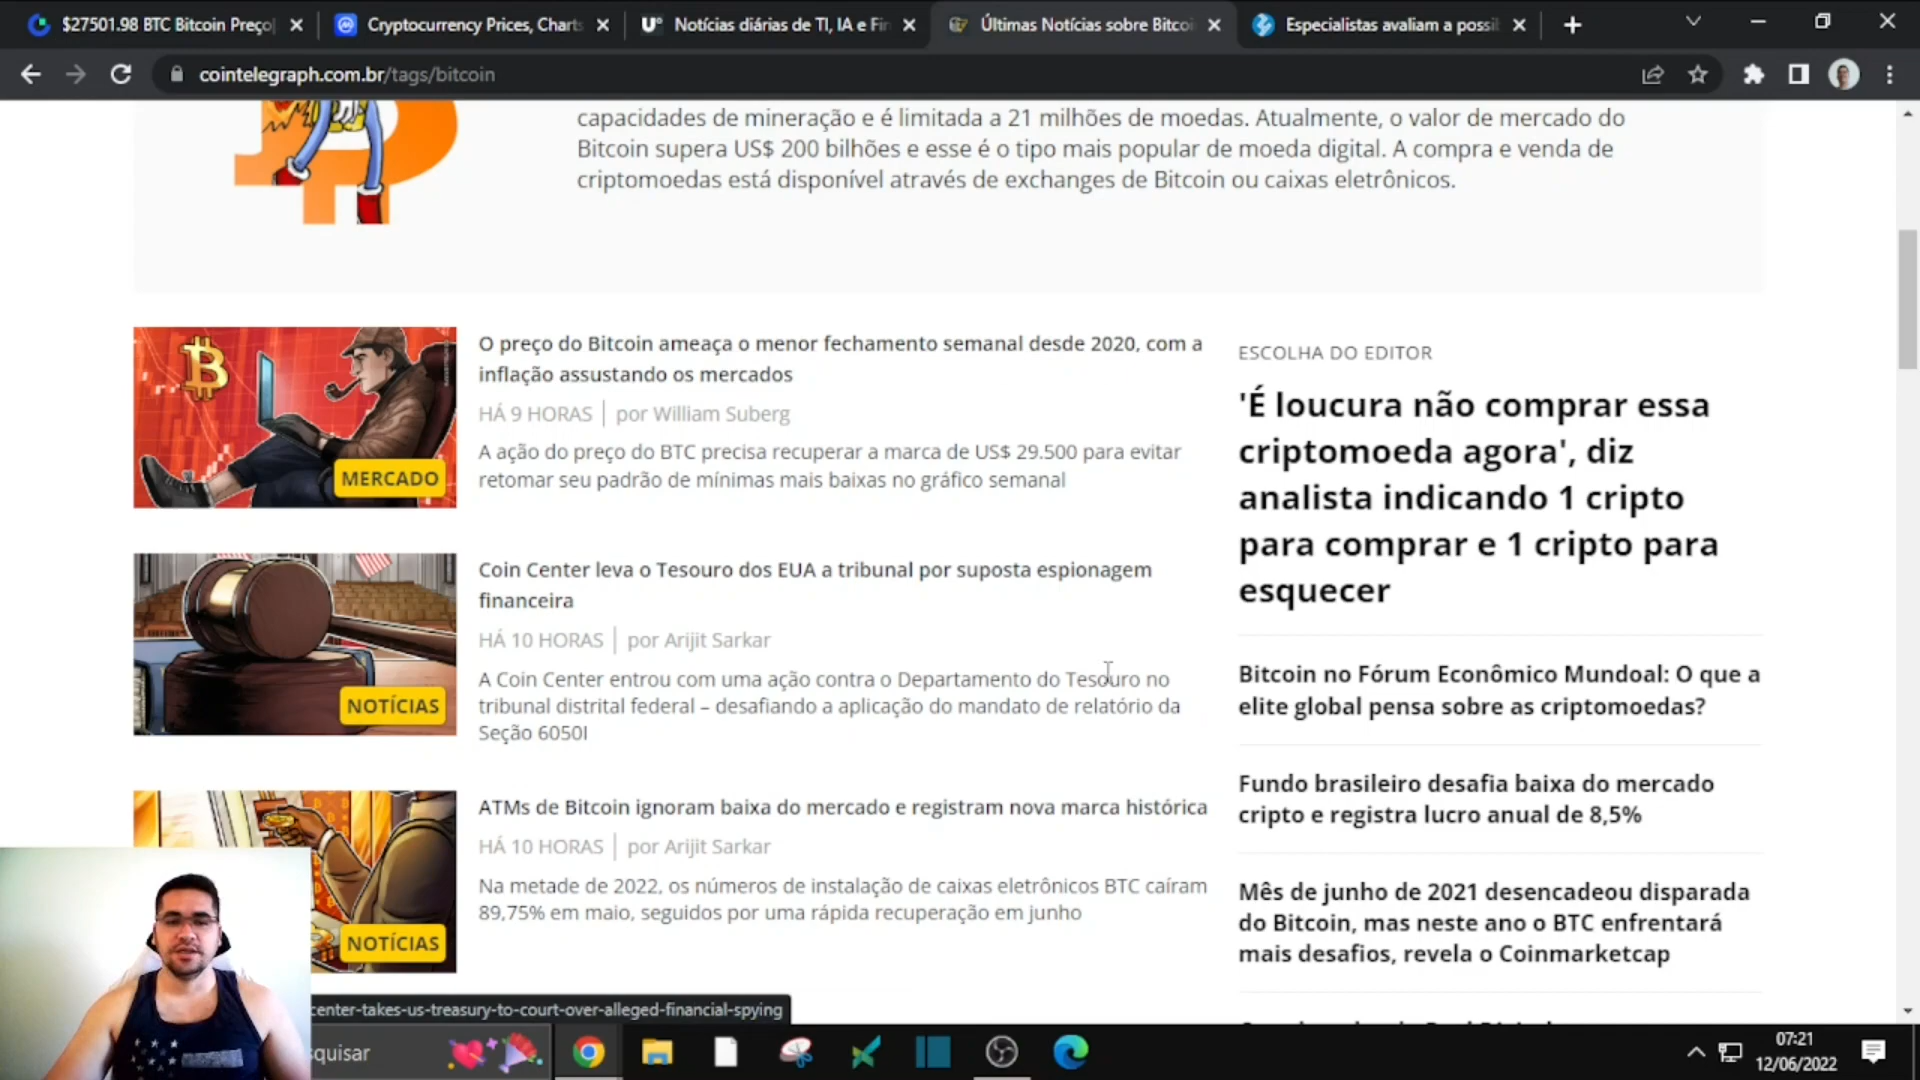 $27501.98 BTC Bitcoin Preço
Cryptocurrency Prices, Charts
Notícias diárias de TI, IA e Fin
Últimas Notícias sobre Bitcoi
Especialistas avaliam a possi
cointelegraph.com.br/tags/bitcoin
capacidades de mineração e é limitada a 21 milhões de moedas. Atualmente, o valor de mercado do
Bitcoin supera US$ 200 bilhões e esse é o tipo mais popular de moeda digital. A compra e venda de
criptomoedas está disponível através de exchanges de Bitcoin ou caixas eletrônicos.
MERCADO
O preço do Bitcoin ameaça o menor fechamento semanal desde 2020, com a
inflação assustando os mercados
HÁ 9 HORAS | por William Suberg
A ação do preço do BTC precisa recuperar a marca de US$ 29.500 para evitar
retomar seu padrão de mínimas mais baixas no gráfico semanal
NOTÍCIAS
Coin Center leva o Tesouro dos EUA a tribunal por suposta espionagem
financeira
HÁ 10 HORAS | por Arijit Sarkar
A Coin Center entrou com uma ação contra o Departamento do Tesouro no
tribunal distrital federal – desafiando a aplicação do mandato de relatório da
Seção 6050I
NOTÍCIAS
ATMs de Bitcoin ignoram baixa do mercado e registram nova marca histórica
HÁ 10 HORAS | por Arijit Sarkar
Na metade de 2022, os números de instalação de caixas eletrônicos BTC caíram
89,75% em maio, seguidos por uma rápida recuperação em junho
ESCOLHA DO EDITOR
'É loucura não comprar essa
criptomoeda agora', diz
analista indicando 1 cripto
para comprar e 1 cripto para
esquecer
Bitcoin no Fórum Econômico Mundoal: O que a
elite global pensa sobre as criptomoedas?
Fundo brasileiro desafia baixa do mercado
cripto e registra lucro anual de 8,5%
Mês de junho de 2021 desencadeou disparada
do Bitcoin, mas neste ano o BTC enfrentará
mais desafios, revela o Coinmarketcap
center-takes-us-treasury-to-court-over-alleged-financial-spying
squisar
07:21
12/06/2022